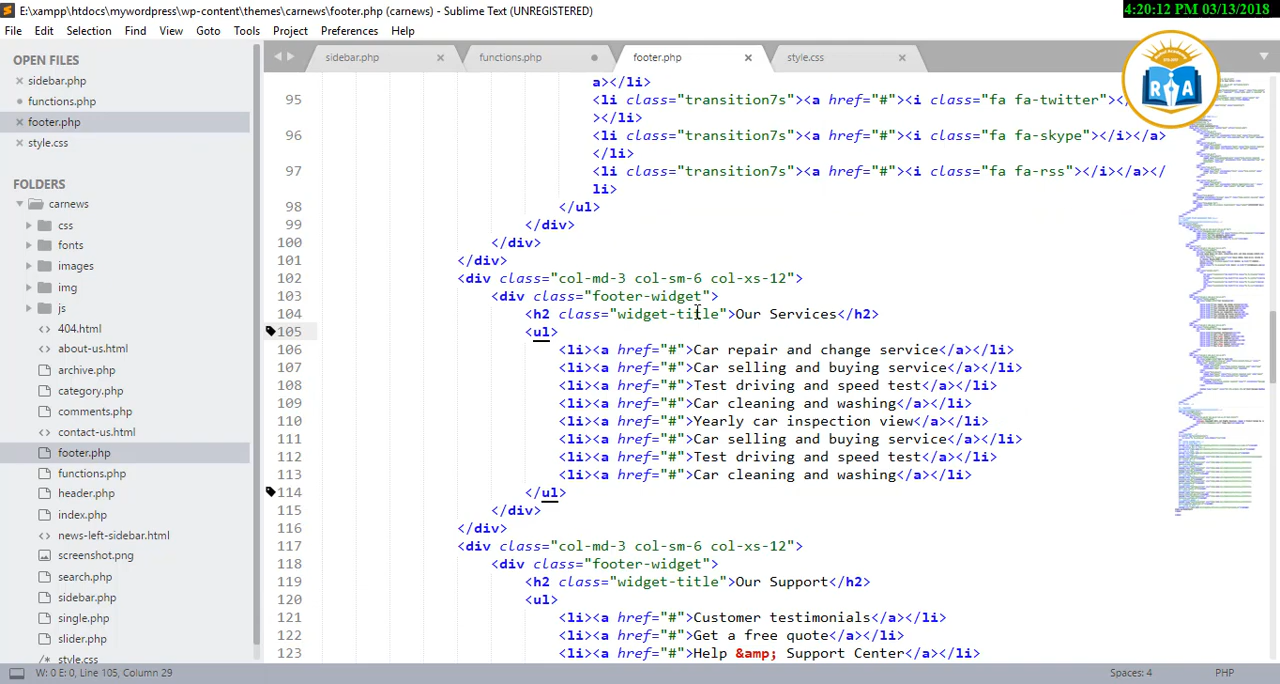 E:\xampp\htdocs\mywordpress\wp-content\themes\carnews\footer.php (carnews) - Sublime Text (UNREGISTERED)
4:20:12 PM 03/13/2018
File Edit Selection Find View Goto Tools Project Preferences Help
OPEN FILES
sidebar.php
functions.php
footer.php
style.css
FOLDERS
carnews
css
fonts
images
img
js
404.html
about-us.html
archive.php
category.php
comments.php
contact-us.html
footer.php
functions.php
header.php
index.php
news-left-sidebar.html
screenshot.png
search.php
sidebar.php
single.php
slider.php
style.css
sidebar.php functions.php footer.php style.css
RIA
a></li>
95 <li class="transition7s"><a href="#"><i class="fa fa-twitter"></
></li>
96 <li class="transition7s"><a href="#"><i class="fa fa-skype"></i></a>
</li>
97 <li class="transition7s"><a href="#"><i class="fa fa-rss"></i></a></
li>
98 </ul>
99 </div>
100 </div>
101 </div>
102 <div class="col-md-3 col-sm-6 col-xs-12">
103 <div class="footer-widget">
104 <h2 class="widget-title">Our Services</h2>
105 <ul>
106 <li><a href="#">Car repair and change service</a></li>
107 <li><a href="#">Car selling and buying service</a></li>
108 <li><a href="#">Test driving and speed test</a></li>
109 <li><a href="#">Car cleaning nd washing</a></li>
110 <li><a href="#">Yearly car inspection view</a></li>
111 <li><a href="#">Car selling and buying service</a></li>
112 <li><a href="#">Test driving and speed test</a></li>
113 <li><a href="#">Car cleaning and washing</a></li>
114 </ul>
115 </div>
116 </div>
117 <div class="col-md-3 col-sm-6 col-xs-12">
118 <div class="footer-widget">
119 <h2 class="widget-title">Our Support</h2>
120 <ul>
121 <li><a href="#">Customer testimonials</a></li>
122 <li><a href="#">Get a free quote</a></li>
123 <li><a href="#">Help &amp; Support Center</a></li>
W: 0 E: 0, Line 105, Column 29
Spaces: 4
PHP